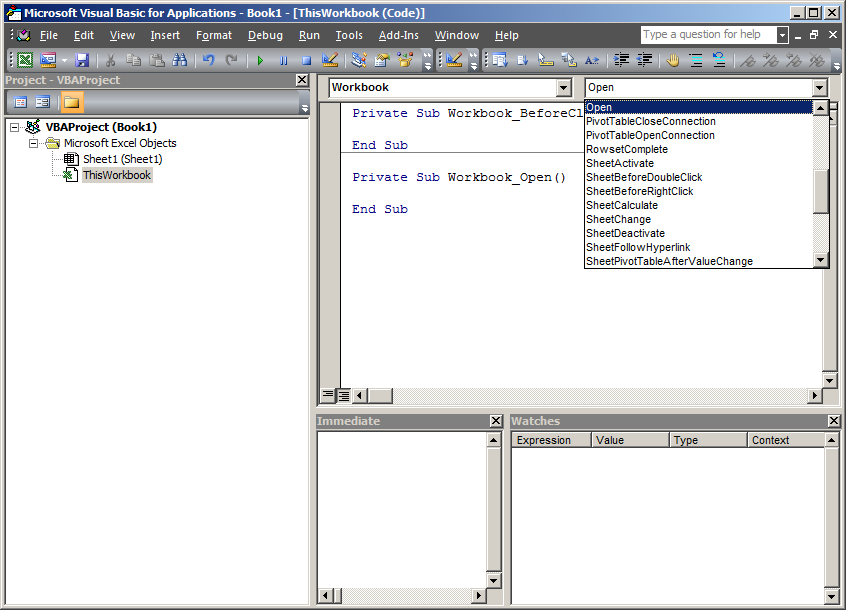 Microsoft Visual Basic for Applications - Book1 - [ThisWorkbook (Code)]
File Edit View Insert Format Debug Run Tools Add-Ins Window Help Type a question for help
Project - VBAProject
VBAProject (Book1)
Microsoft Excel Objects
Sheet1 (Sheet1)
ThisWorkbook
Workbook
Open
Private Sub Workbook_BeforeCl
End Sub
Private Sub Workbook_Open()
End Sub
Open
PivotTableCloseConnection
PivotTableOpenConnection
RowsetComplete
SheetActivate
SheetBeforeDoubleClick
SheetBeforeRightClick
SheetCalculate
SheetChange
SheetDeactivate
SheetFollowHyperlink
SheetPivotTableAfterValueChange
Immediate
Watches
Expression Value Type Context